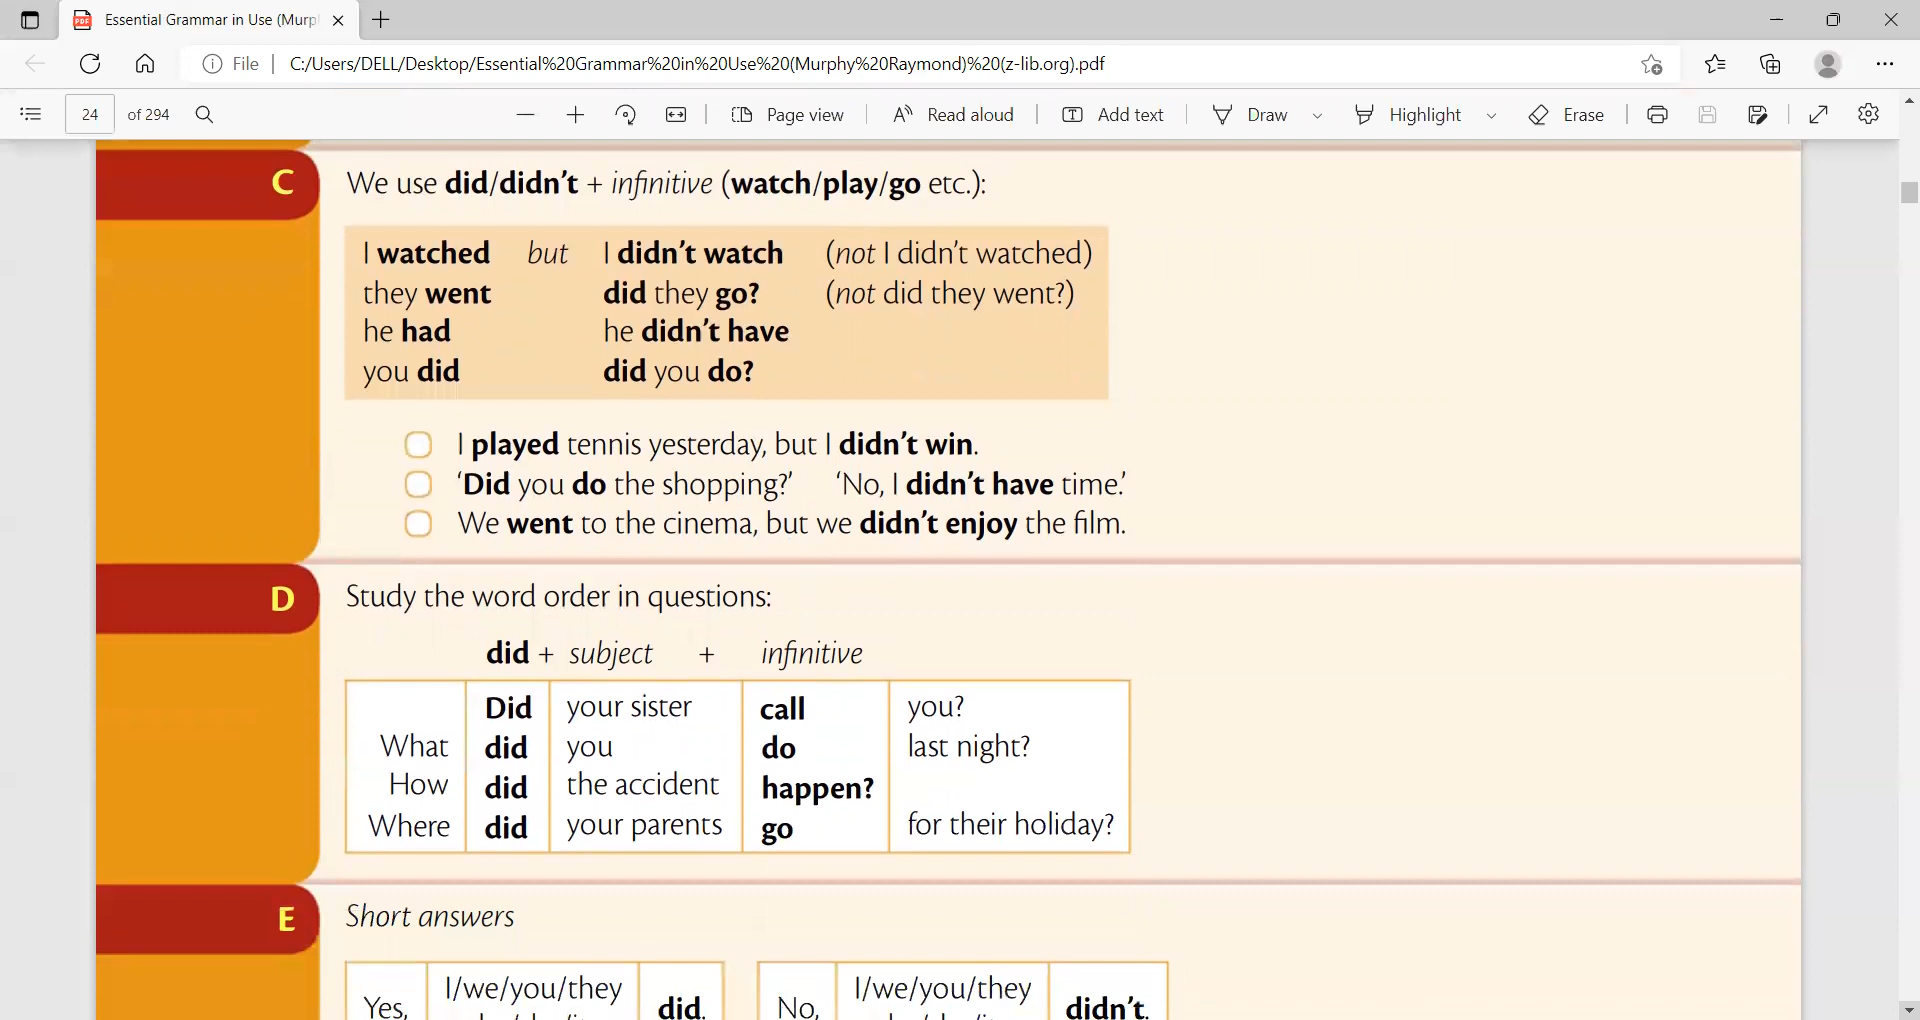 Essential Grammar in Use (Murp
File
C:/Users/DELL/Desktop/Essential%20Grammar%20in%20Use%20(Murphy%20Raymond)%20(z-lib.org).pdf
24 of 294
Page view
Read aloud
Add text
Draw
Highlight
Erase
C
We use did/didn't + infinitive (watch/play/go etc.):
I watched but I didn't watch (not I didn't watched)
they went did they go? (not did they went?)
he had he didn't have
you did did you do?
I played tennis yesterday, but I didn't win.
'Did you do the shopping?' 'No, I didn't have time.'
We went to the cinema, but we didn't enjoy the film.
D
Study the word order in questions:
did + subject + infinitive
Did your sister call you?
What did you do last night?
How did the accident happen?
Where did your parents go for their holiday?
E
Short answers
I/we/you/they I/we/you/they
Yes, did. No, didn't.